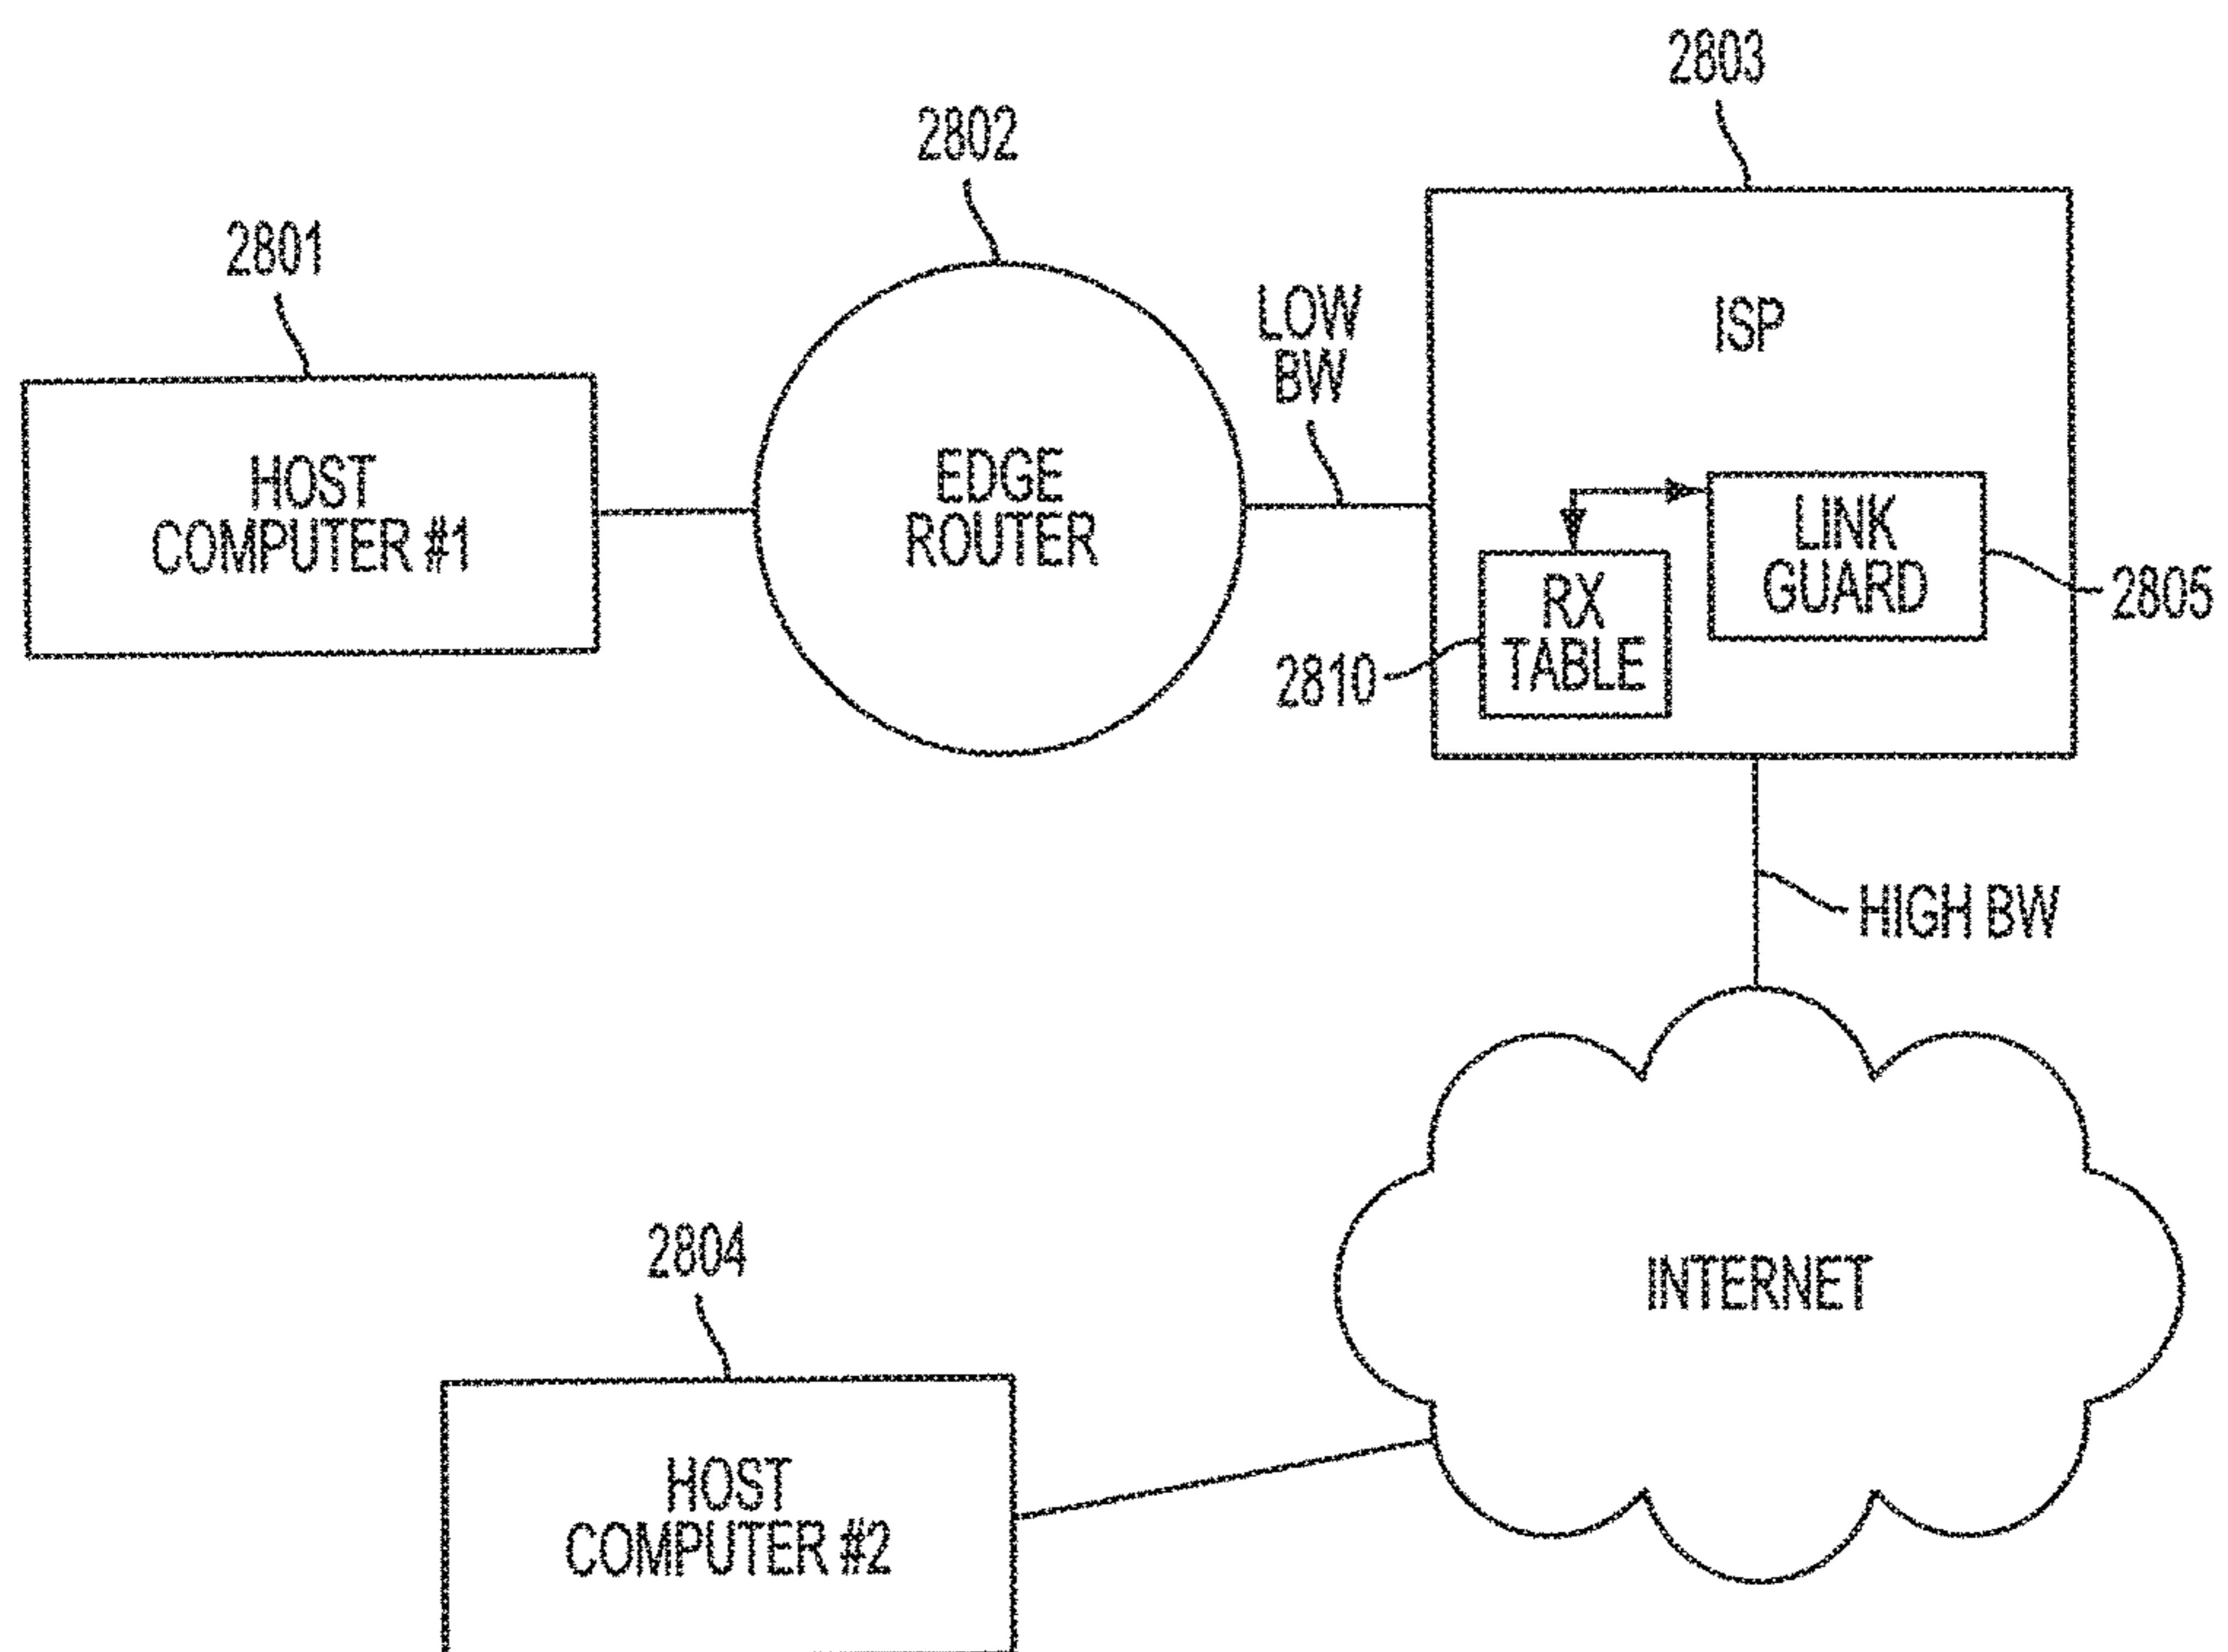 2803
2802
2801
LOW
BW
ISP
HOST
COMPUTER #1
EDGE
ROUTER
LINK
GUARD
2805
RX
TABLE
2810
HIGH BW
INTERNET
2804
HOST
COMPUTER #2